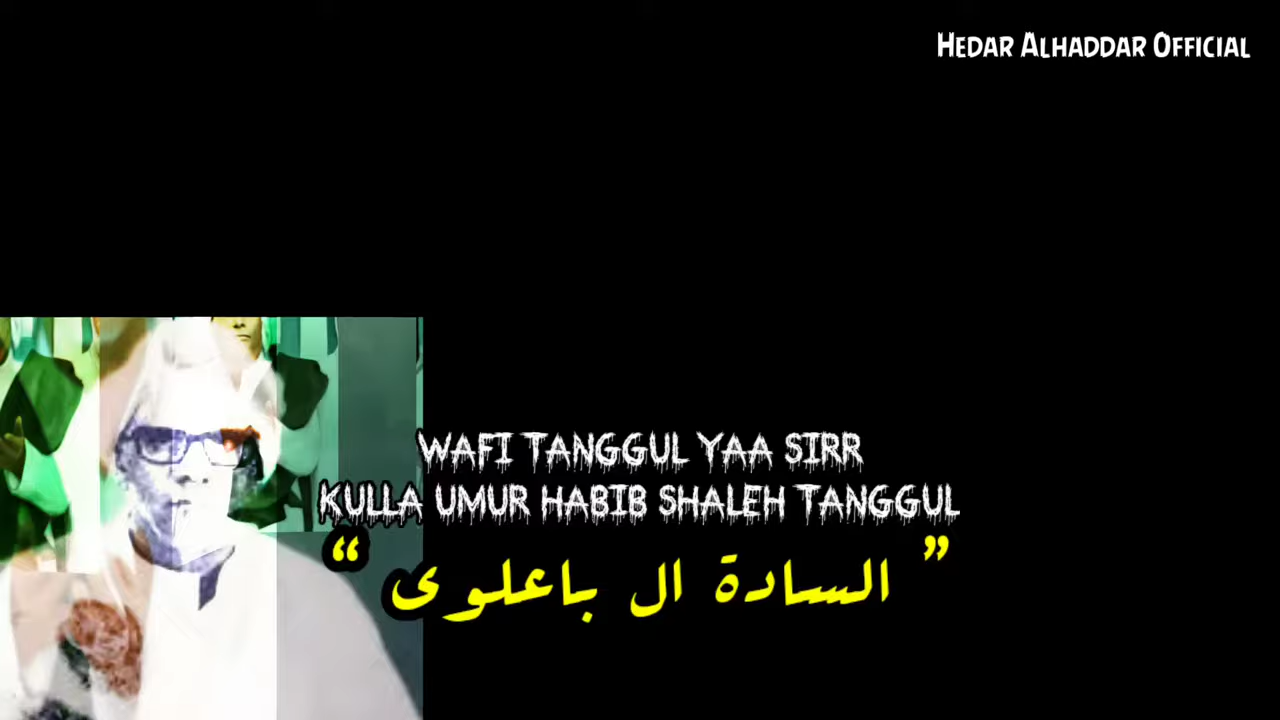 HEDAR ALHADDAR OFFICIAL
WAFI TANGGUL YAA SIRR
KULLA UMUR HABIB SHALEH TANGGUL
” السادة ال باعلوى “